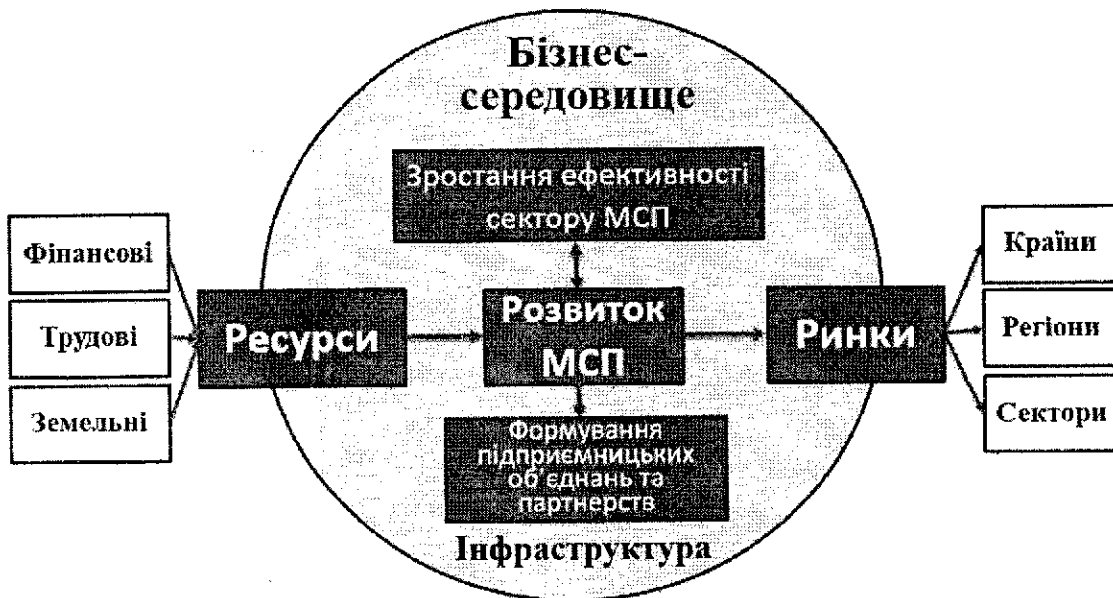 Бізнес-
середовище
Зростання ефективності
сектору МСП
Фінансові
Трудові
Земельні
Ресурси
Розвиток
МСП
Ринки
Країни
Регіони
Сектори
Формування
підприємницьких
об'єднань та
партнерств
Інфраструктура